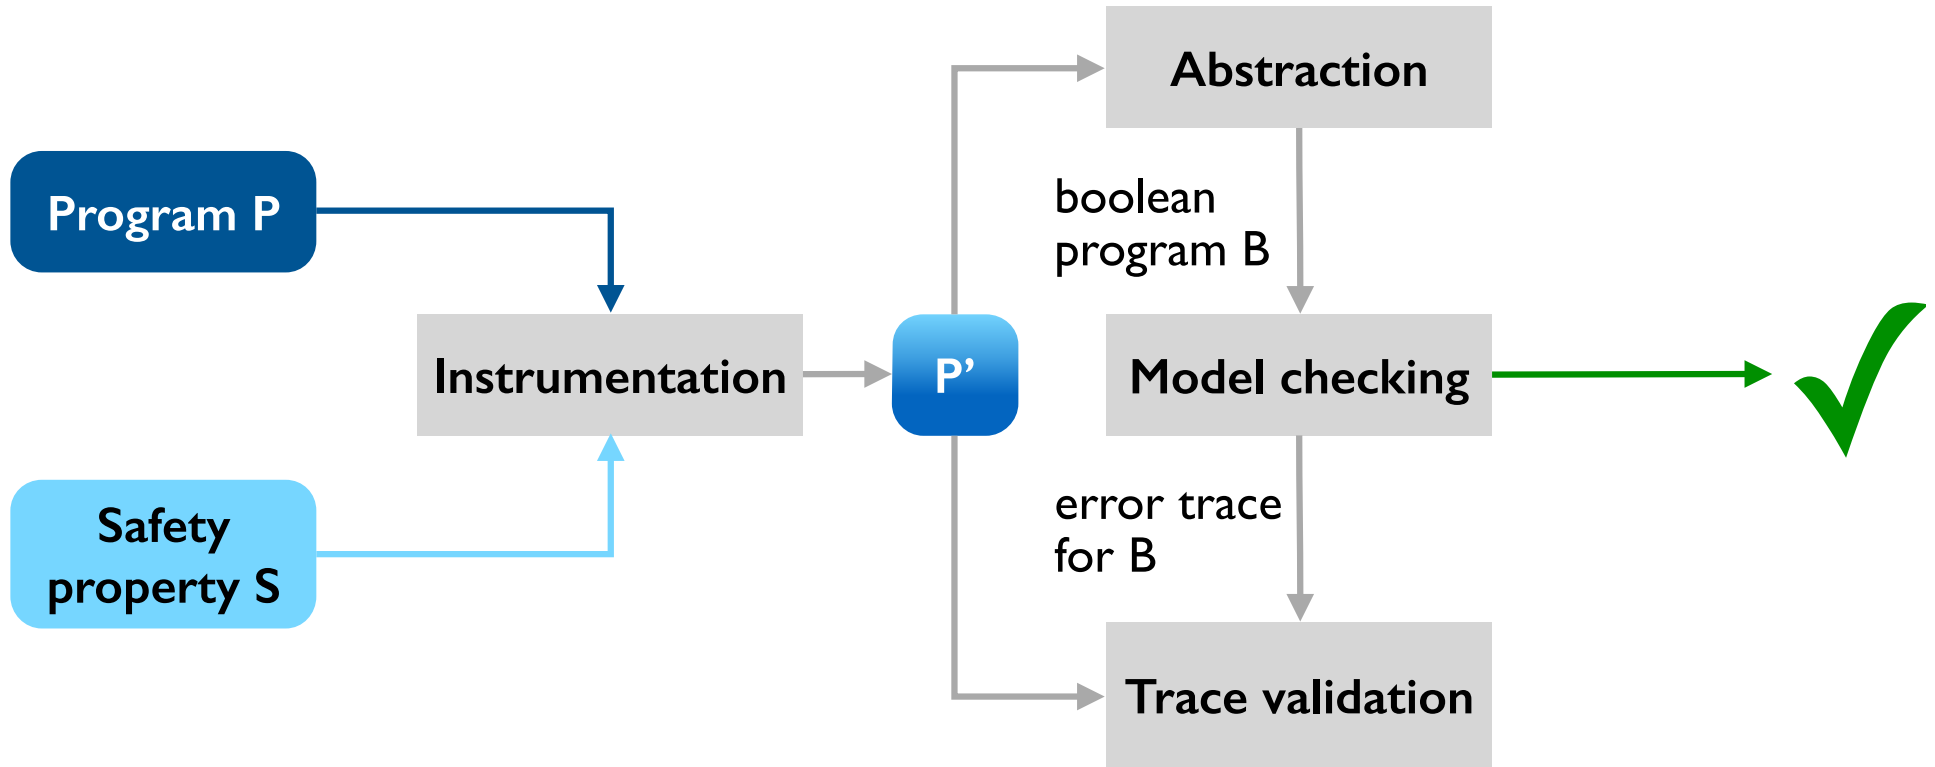 Program P
Safety
property S
Instrumentation
P’
Abstraction
boolean
program B
Model checking
error trace
for B
Trace validation